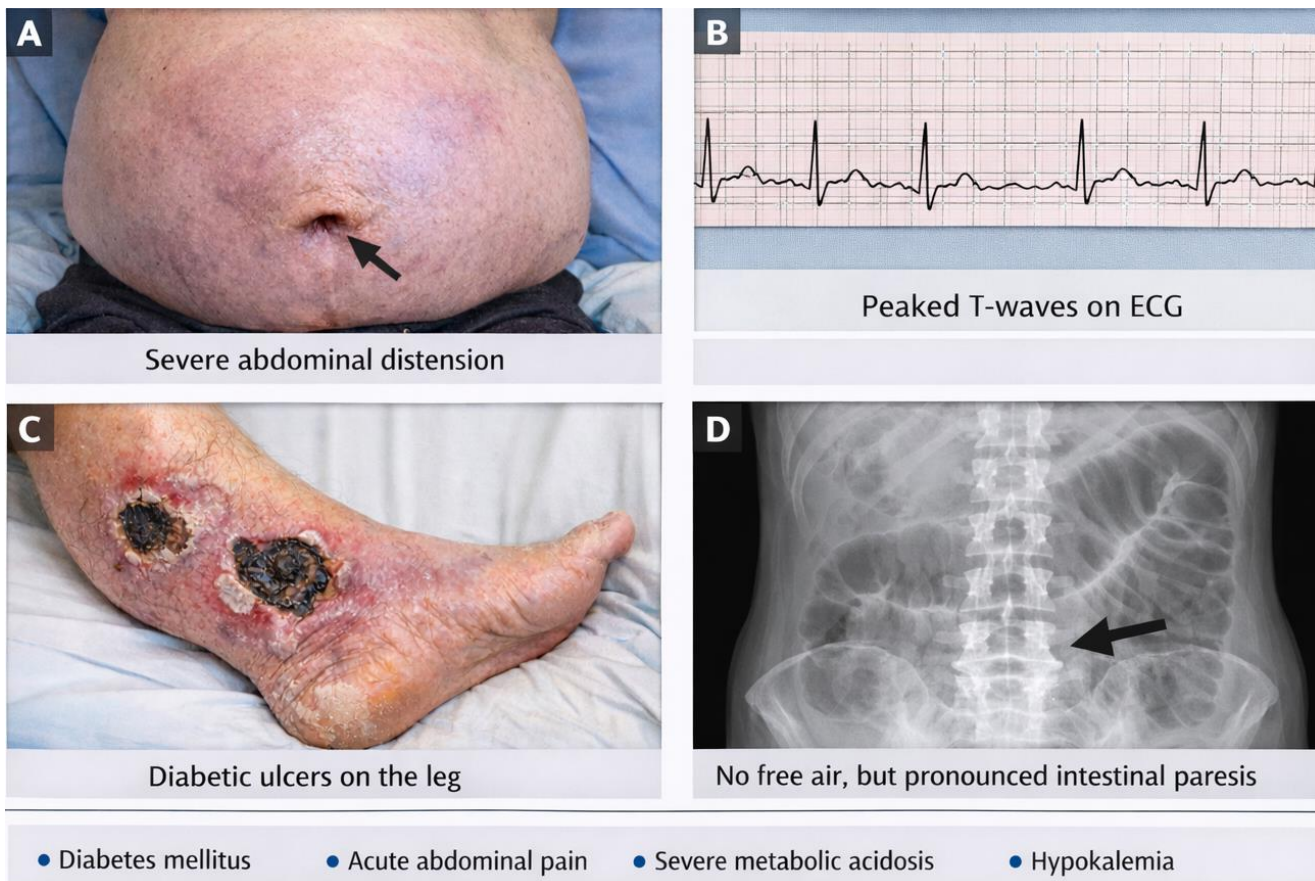 A
B
Severe abdominal distension
Peaked T-waves on ECG
C
D
Diabetic ulcers on the leg
No free air, but pronounced intestinal paresis
• Diabetes mellitus • Acute abdominal pain • Severe metabolic acidosis • Hypokalemia